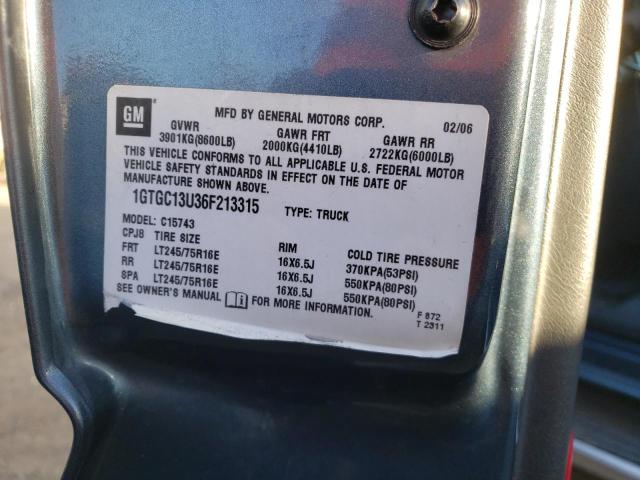 GM
MFD BY GENERAL MOTORS CORP. 02/06
GVWR GAWR FRT GAWR RR
3901KG(8600LB) 2000KG(4410LB) 2722KG(6000LB)
THIS VEHICLE CONFORMS TO ALL APPLICABLE U.S. FEDERAL MOTOR
VEHICLE SAFETY STANDARDS IN EFFECT ON THE DATE OF
MANUFACTURE SHOWN ABOVE.
1GTGC13U36F213315 TYPE: TRUCK
MODEL: C15743
CPJ8 TIRE SIZE RIM COLD TIRE PRESSURE
FRT LT245/75R16E 16X6.5J 370KPA(53PSI)
RR LT245/75R16E 16X6.5J 550KPA(80PSI)
SPA LT245/75R16E 16X6.5J 550KPA(80PSI)
SEE OWNER'S MANUAL FOR MORE INFORMATION.
F 872
T 2311